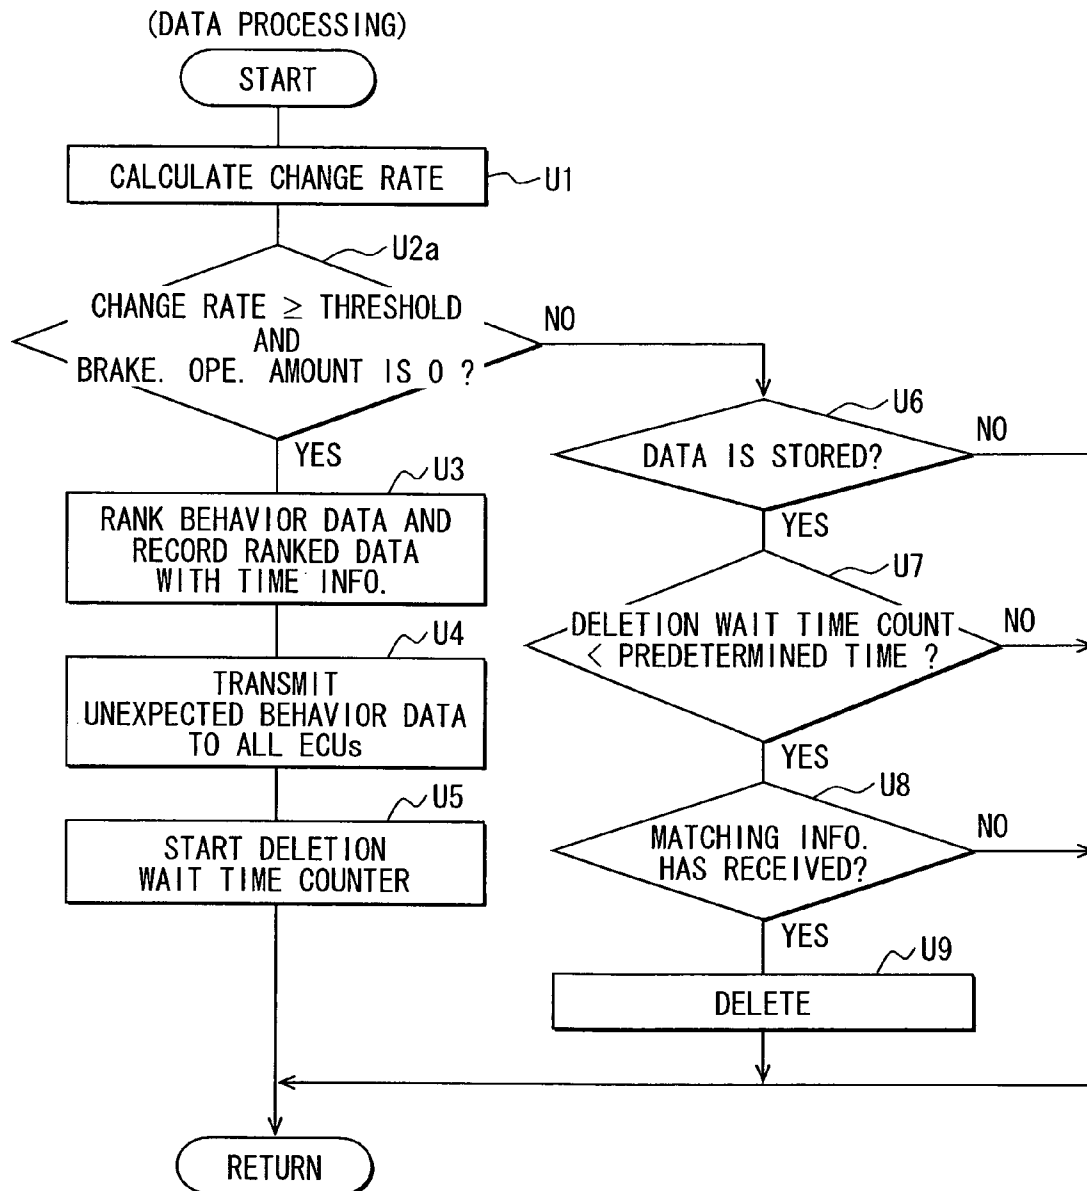 (DATA PROCESSING)
START
CALCULATE CHANGE RATE
U1
U2a
CHANGE RATE ≥ THRESHOLD
AND
BRAKE. OPE. AMOUNT IS 0 ?
NO
YES
U3
RANK BEHAVIOR DATA AND
RECORD RANKED DATA
WITH TIME INFO.
U4
TRANSMIT
UNEXPECTED BEHAVIOR DATA
TO ALL ECUs
U5
START DELETION
WAIT TIME COUNTER
U6
DATA IS STORED?
NO
YES
U7
DELETION WAIT TIME COUNT
< PREDETERMINED TIME ?
NO
YES
U8
MATCHING INFO.
HAS RECEIVED?
NO
YES
U9
DELETE
RETURN